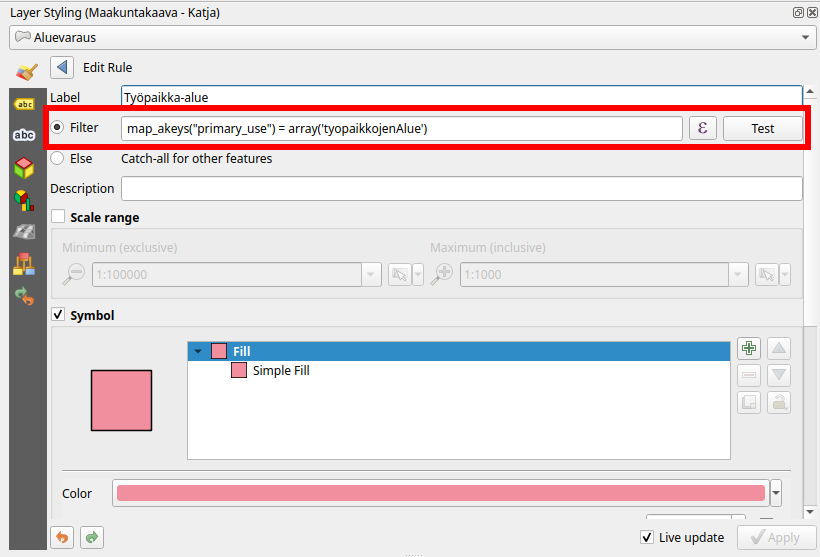 Layer Styling (Maakuntakaava - Katja)
Aluevaraus
Edit Rule
abc
abc
Label Työpaikka-alue
Filter map_akeys("primary_use") = array('tyopaikkojenAlue') ε Test
Else Catch-all for other features
Description
Scale range
Minimum (exclusive) Maximum (inclusive)
1:100000 1:1000
Symbol
Fill
Simple Fill
Color
Live update Apply